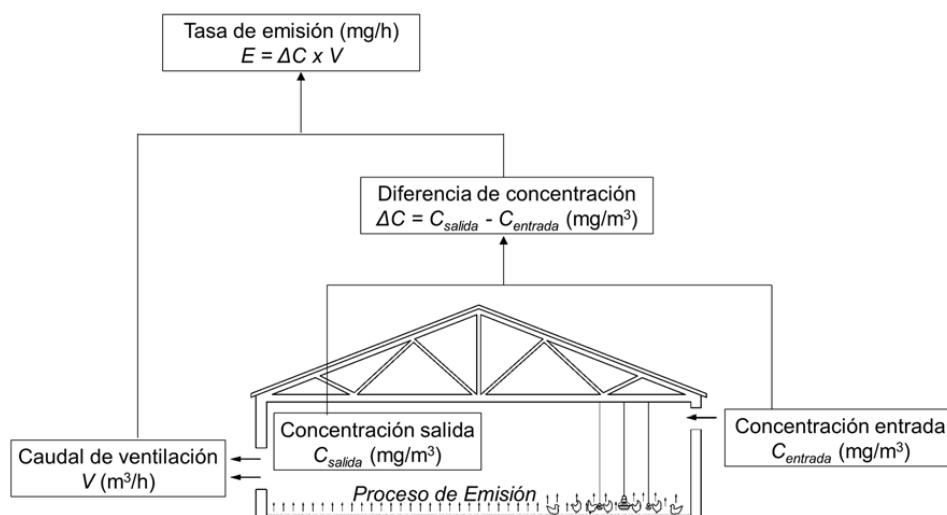 Tasa de emisión (mg/h)
E = ΔC x V
Diferencia de concentración
ΔC = Csalida - Centrada (mg/m³)
Concentración salida
Csalida (mg/m³)
Concentración entrada
Centrada (mg/m³)
Caudal de ventilación
V (m³/h)
Proceso de Emisión